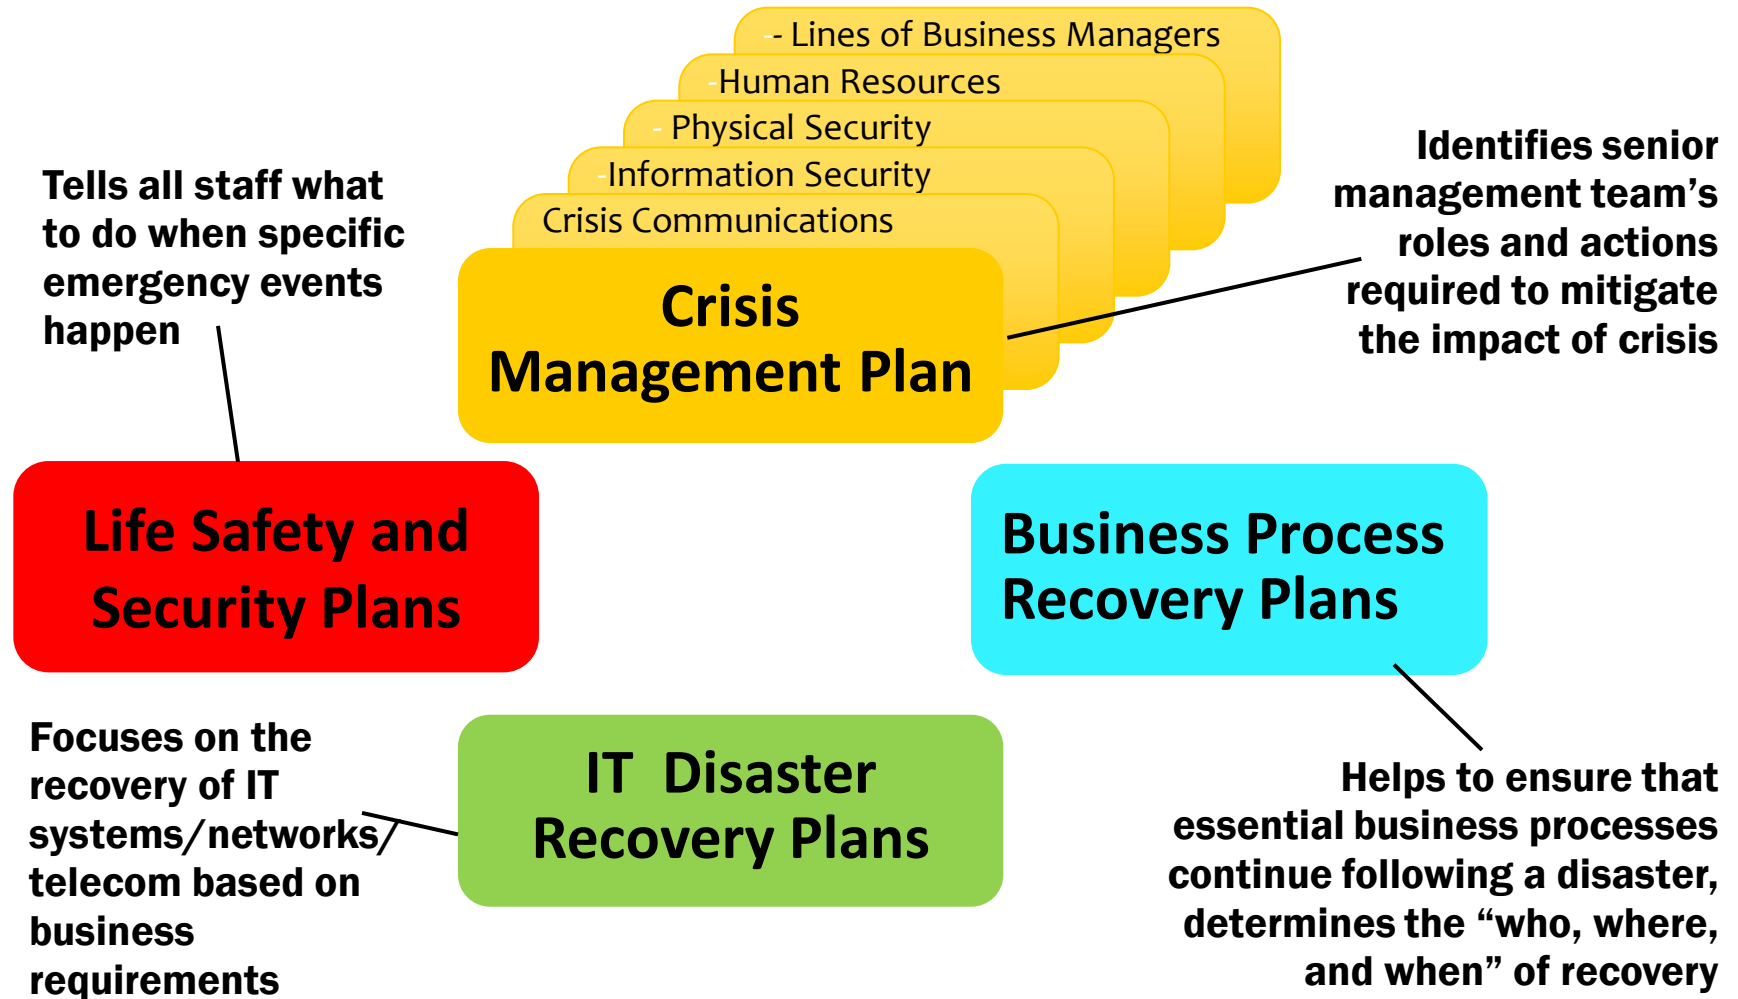 -- Lines of Business Managers
-Human Resources
- Physical Security
-Information Security
Crisis Communications
Crisis
Management Plan
Identifies senior
management team’s
roles and actions
required to mitigate
the impact of crisis
Tells all staff what
to do when specific
emergency events
happen
Life Safety and
Security Plans
Business Process
Recovery Plans
Focuses on the
recovery of IT
systems/networks/
telecom based on
business
requirements
IT  Disaster
Recovery Plans
Helps to ensure that
essential business processes
continue following a disaster,
determines the “who, where,
and when” of recovery